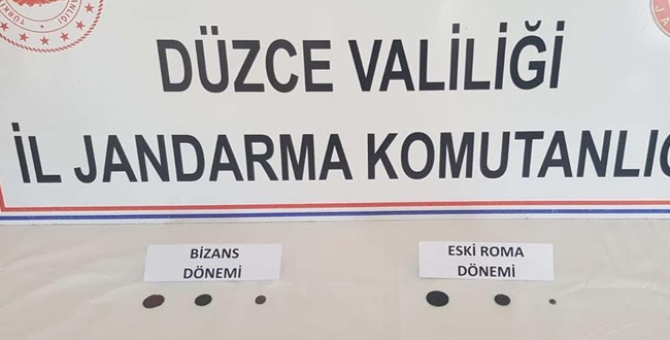 DÜZCE VALİLİĞİ
İL JANDARMA KOMUTANLIĞ
BİZANS
DÖNEMİ
ESKİ ROMA
DÖNEMİ